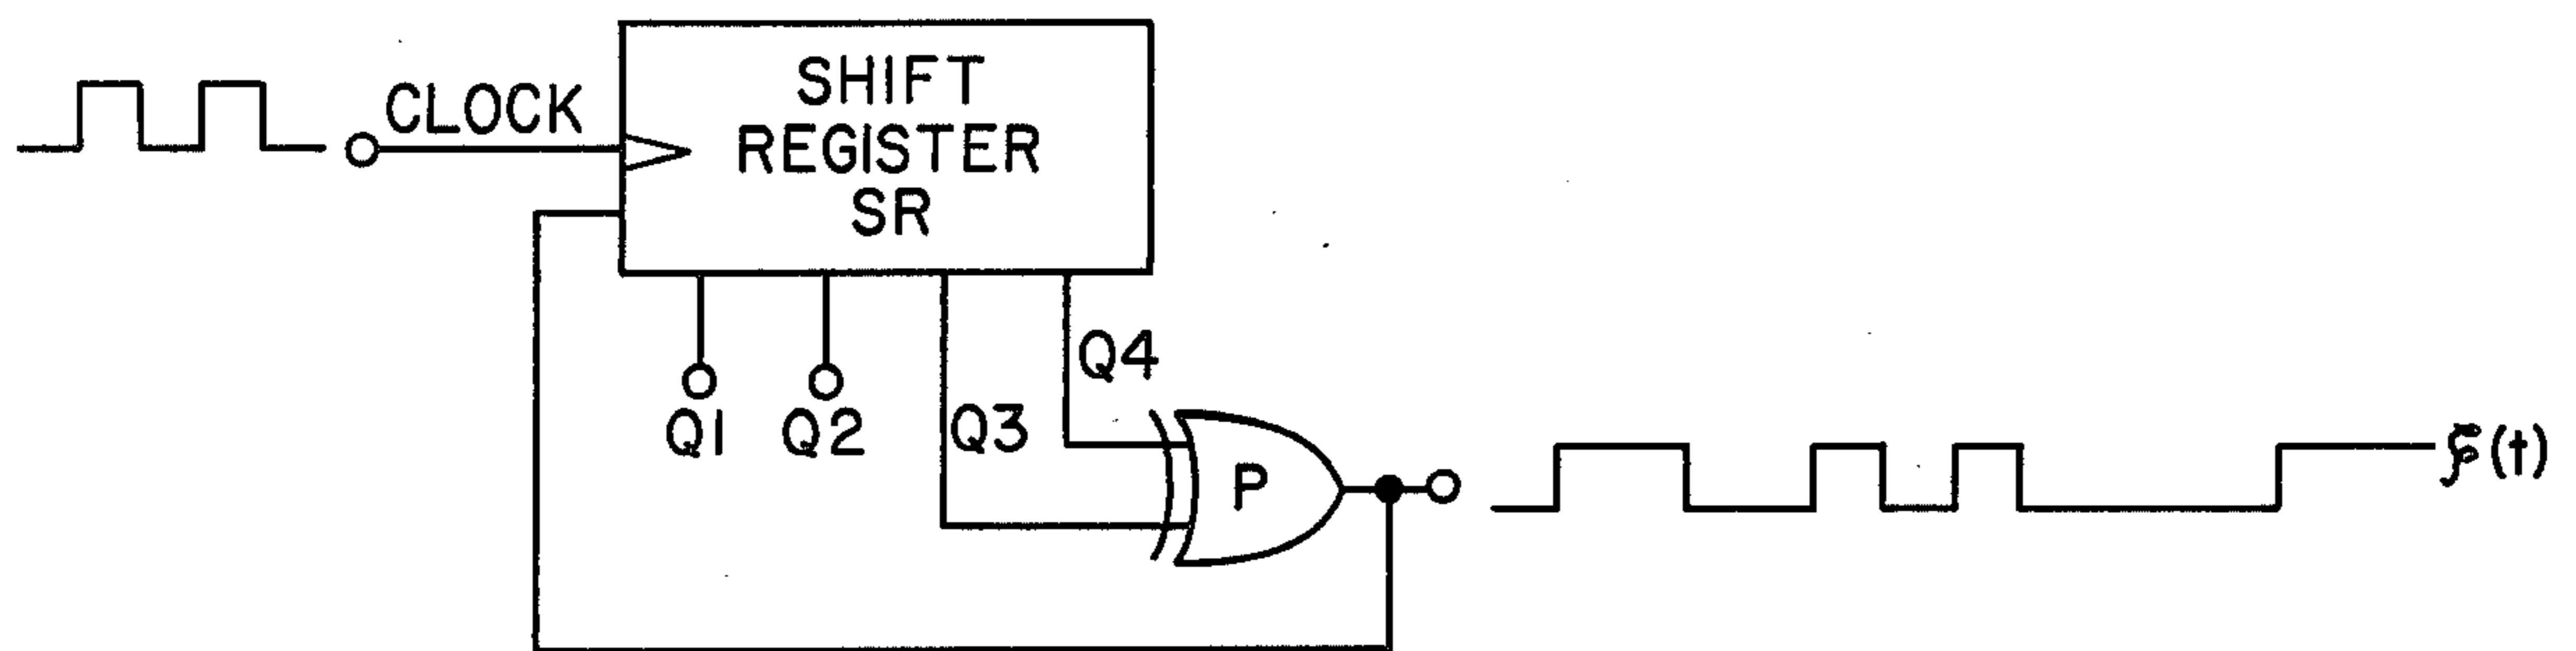 CLOCK
SHIFT
REGISTER
SR
Q1
Q2
Q3
Q4
P
ξ(t)